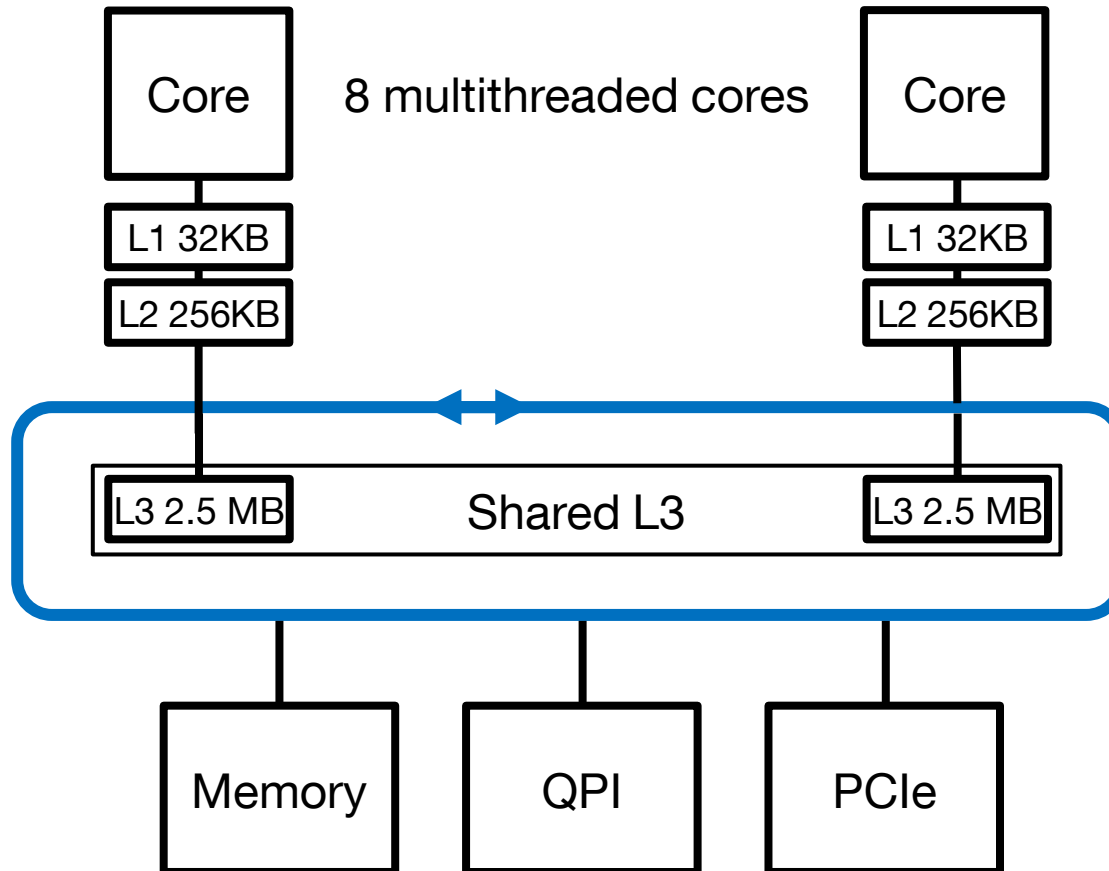 Core
8 multithreaded cores
Core
L1 32KB
L1 32KB
L2 256KB
L2 256KB
L3 2.5 MB
Shared L3
L3 2.5 MB
Memory
QPI
PCIe